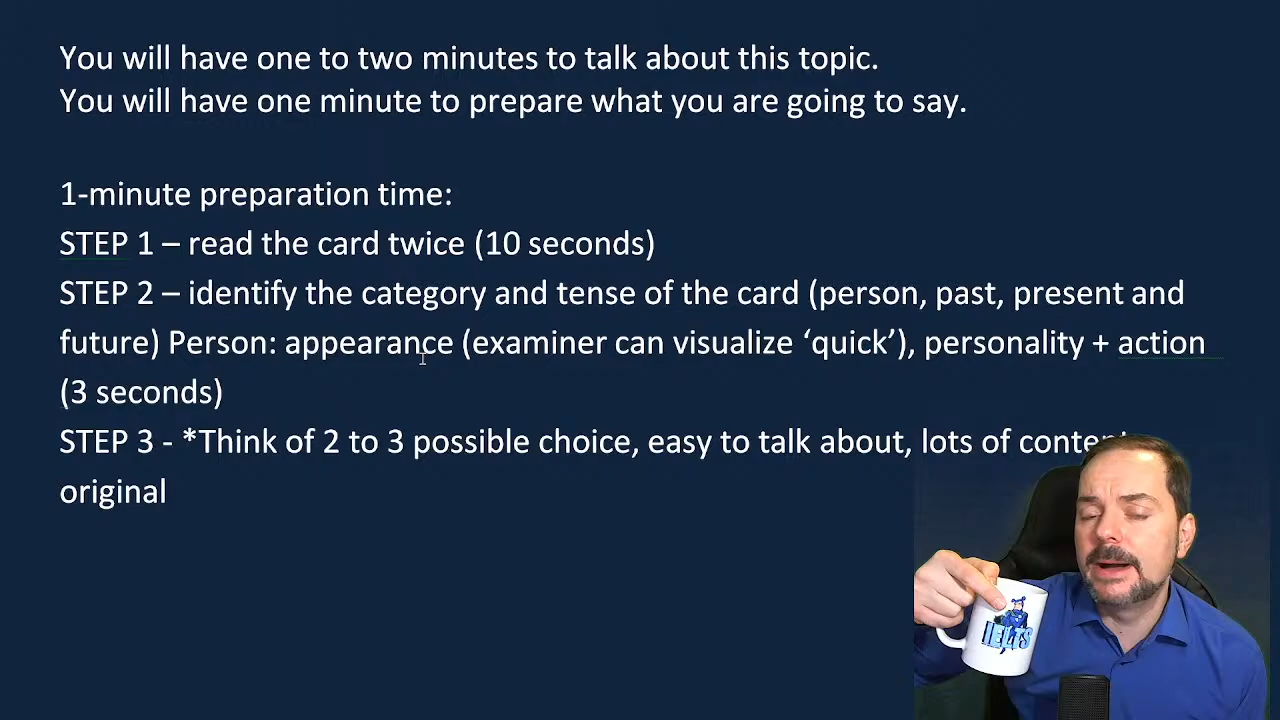 You will have one to two minutes to talk about this topic.
You will have one minute to prepare what you are going to say.
1-minute preparation time:
STEP 1 – read the card twice (10 seconds)
STEP 2 – identify the category and tense of the card (person, past, present and
future) Person: appearance (examiner can visualize ‘quick’), personality + action
(3 seconds)
STEP 3 - *Think of 2 to 3 possible choice, easy to talk about, lots of content
original
IELTS